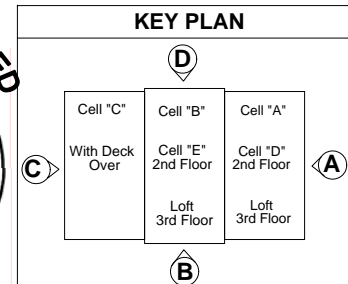 KEY PLAN
ED
D
Cell "C"
Cell "B"
Cell "A"
With Deck
Over
Cell "E"
2nd Floor
Cell "D"
2nd Floor
C
A
Loft
3rd Floor
Loft
3rd Floor
B